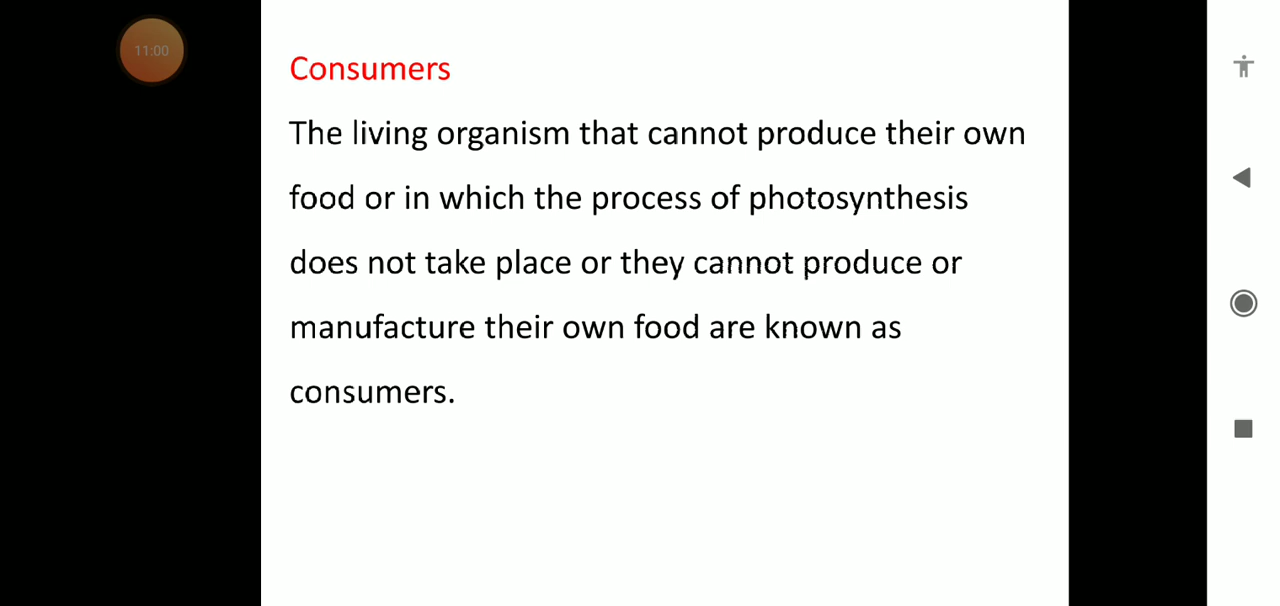 11:00
Consumers
The living organism that cannot produce their own
food or in which the process of photosynthesis
does not take place or they cannot produce or
manufacture their own food are known as
consumers.